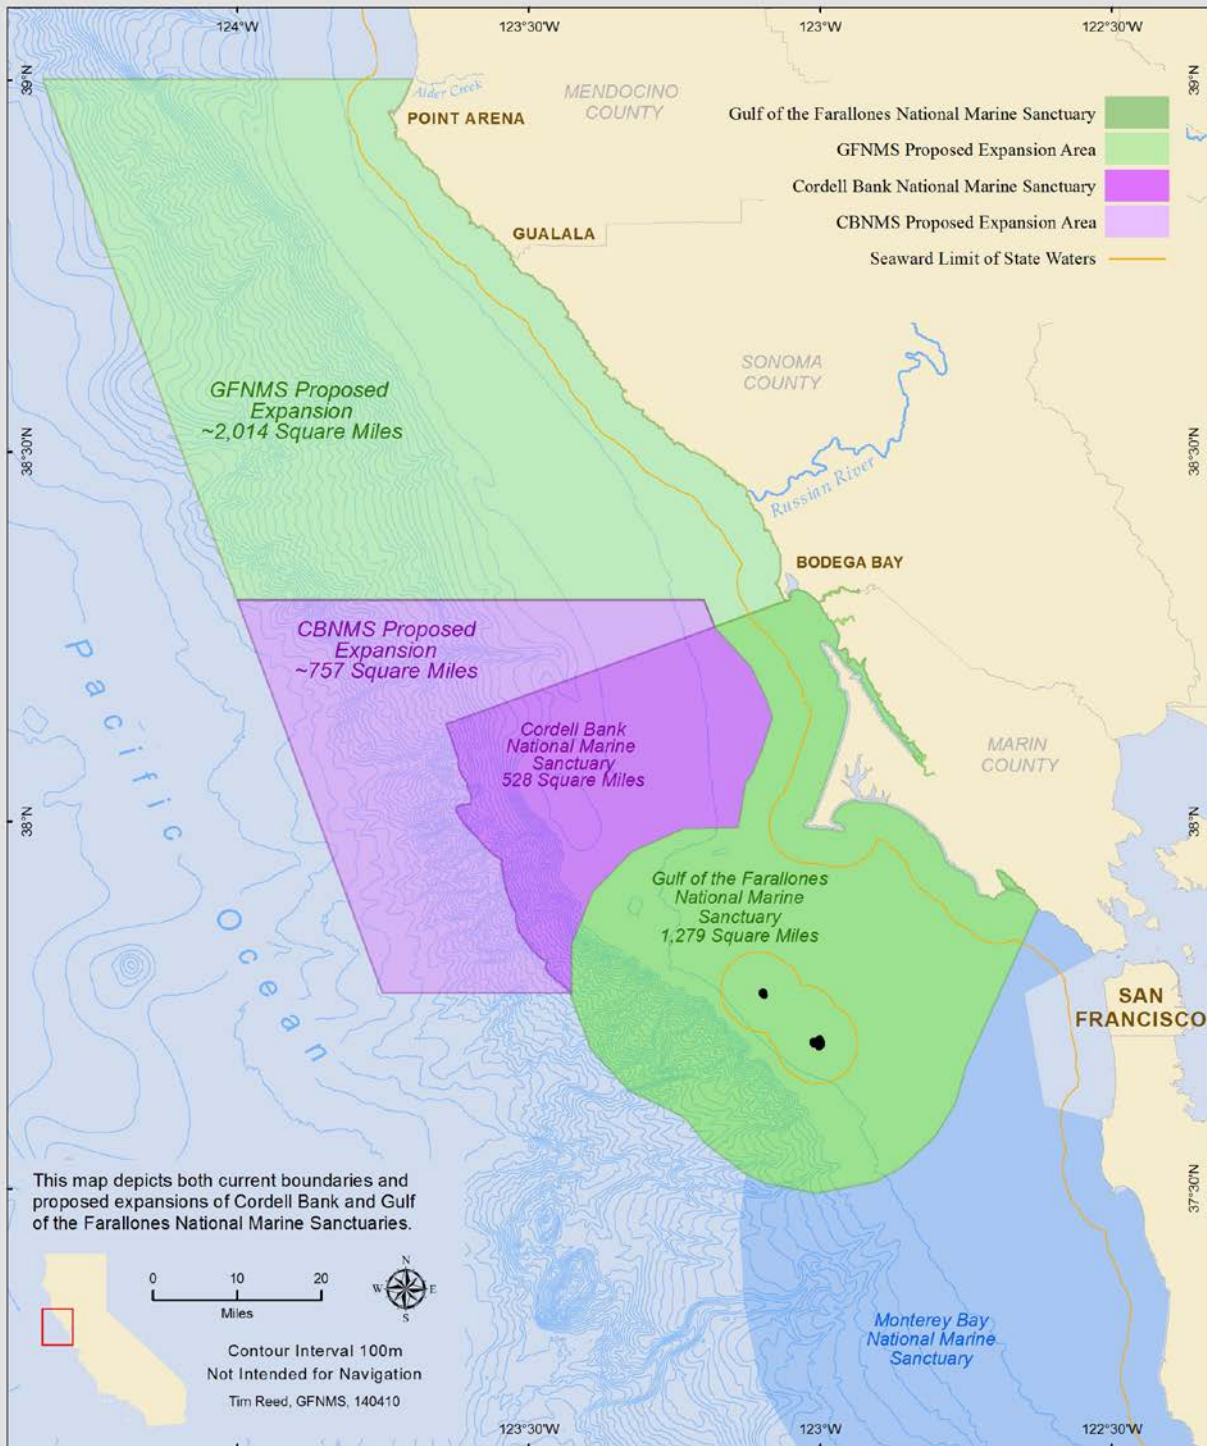 124°W
123°30'W
123°W
122°30'W
39°N
39°N
Alder Creek
POINT ARENA
MENDOCINO
COUNTY
Gulf of the Farallones National Marine Sanctuary
GFNMS Proposed Expansion Area
Cordell Bank National Marine Sanctuary
CBNMS Proposed Expansion Area
Seaward Limit of State Waters
GUALALA
SONOMA
COUNTY
GFNMS Proposed
Expansion
~2,014 Square Miles
38°30'N
38°30'N
Russian River
BODEGA BAY
CBNMS Proposed
Expansion
~757 Square Miles
Pacific Ocean
Cordell Bank
National Marine
Sanctuary
528 Square Miles
MARIN
COUNTY
38°N
38°N
Gulf of the Farallones
National Marine
Sanctuary
1,279 Square Miles
SAN
FRANCISCO
37°30'N
This map depicts both current boundaries and
proposed expansions of Cordell Bank and Gulf
of the Farallones National Marine Sanctuaries.
0 10 20
Miles
N
W E
S
Contour Interval 100m
Not Intended for Navigation
Tim Reed, GFNMS, 140410
Monterey Bay
National Marine
Sanctuary
123°30'W
123°W
122°30'W